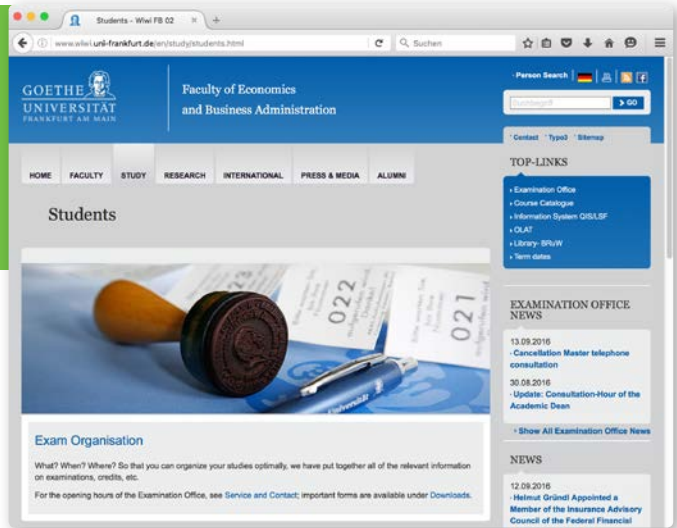 Students - Wiwi FB 02
www.wiwi.uni-frankfurt.de/en/study/students.html
Suchen
GOETHE
UNIVERSITÄT
FRANKFURT AM MAIN
Faculty of Economics
and Business Administration
Person Search
Suchbegriff
GO
Contact Typo3 Sitemap
HOME FACULTY STUDY RESEARCH INTERNATIONAL PRESS & MEDIA ALUMNI
Students
TOP-LINKS
Examination Office
Course Catalogue
Information System QIS/LSF
OLAT
Library- BRuW
Term dates
022
021
Universität
EXAMINATION OFFICE
NEWS
13.09.2016
Cancellation Master telephone
consultation
30.08.2016
Update: Consultation-Hour of the
Academic Dean
Show All Examination Office News
Exam Organisation
What? When? Where? So that you can organize your studies optimally, we have put together all of the relevant information
on examinations, credits, etc.
For the opening hours of the Examination Office, see Service and Contact; important forms are available under Downloads.
NEWS
12.09.2016
Helmut Gründl Appointed a
Member of the Insurance Advisory
Council of the Federal Financial